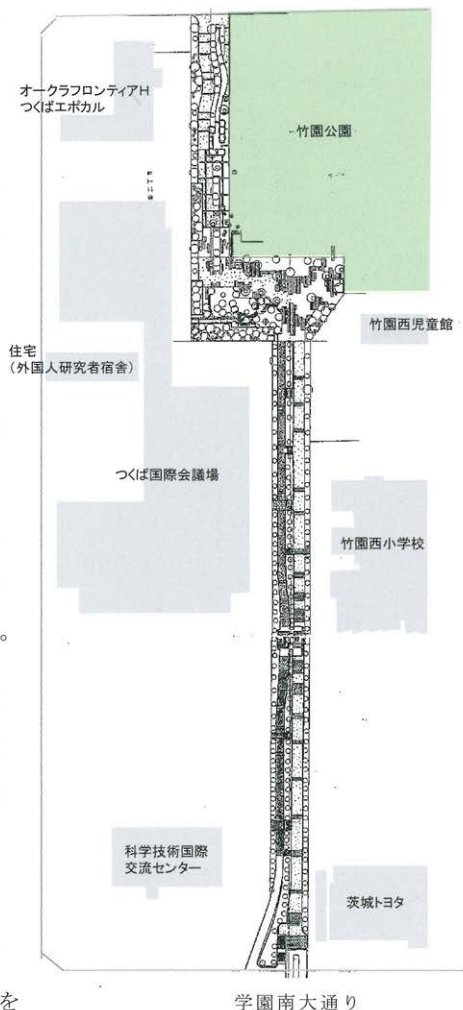 オークラフロンティアH
つくばエポカル
竹園公園
竹園西児童館
住宅
(外国人研究者宿舎)
つくば国際会議場
竹園西小学校
。
科学技術国際
交流センター
茨城トヨタ
を
学園南大通り